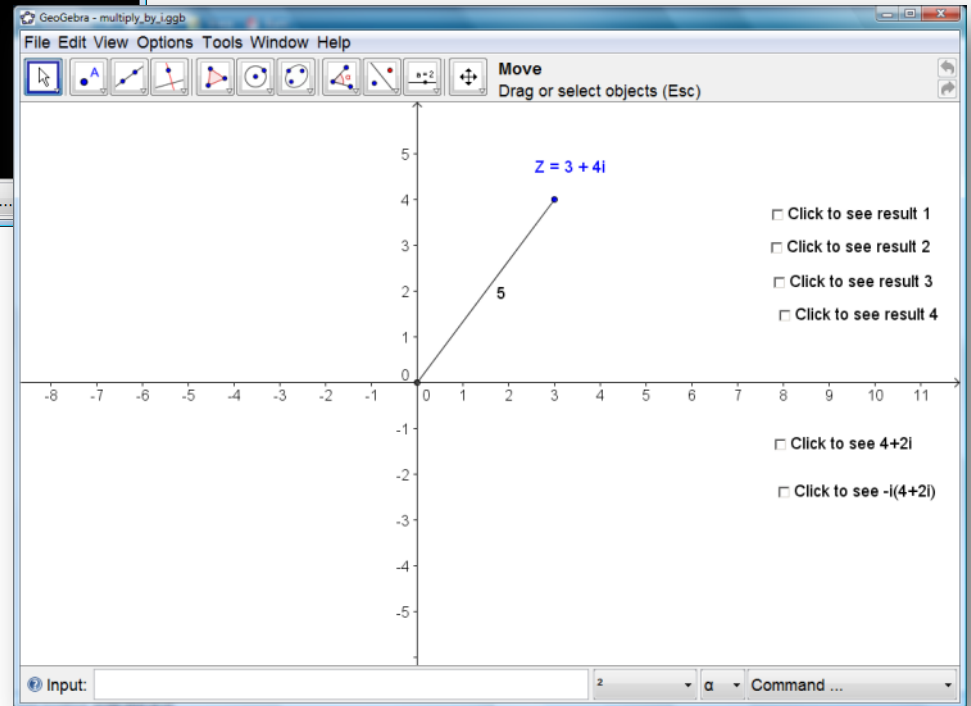 GeoGebra - multiply_by_i.ggb
File Edit View Options Tools Window Help
A
α
a=2
Move
Drag or select objects (Esc)
5
Z = 3 + 4i
4
Click to see result 1
3
Click to see result 2
Click to see result 3
2
5
Click to see result 4
1
0
-8 -7 -6 -5 -4 -3 -2 -1 0 1 2 3 4 5 6 7 8 9 10 11
-1
Click to see 4+2i
-2
Click to see -i(4+2i)
-3
-4
-5
...
Input:
²
α
Command ...